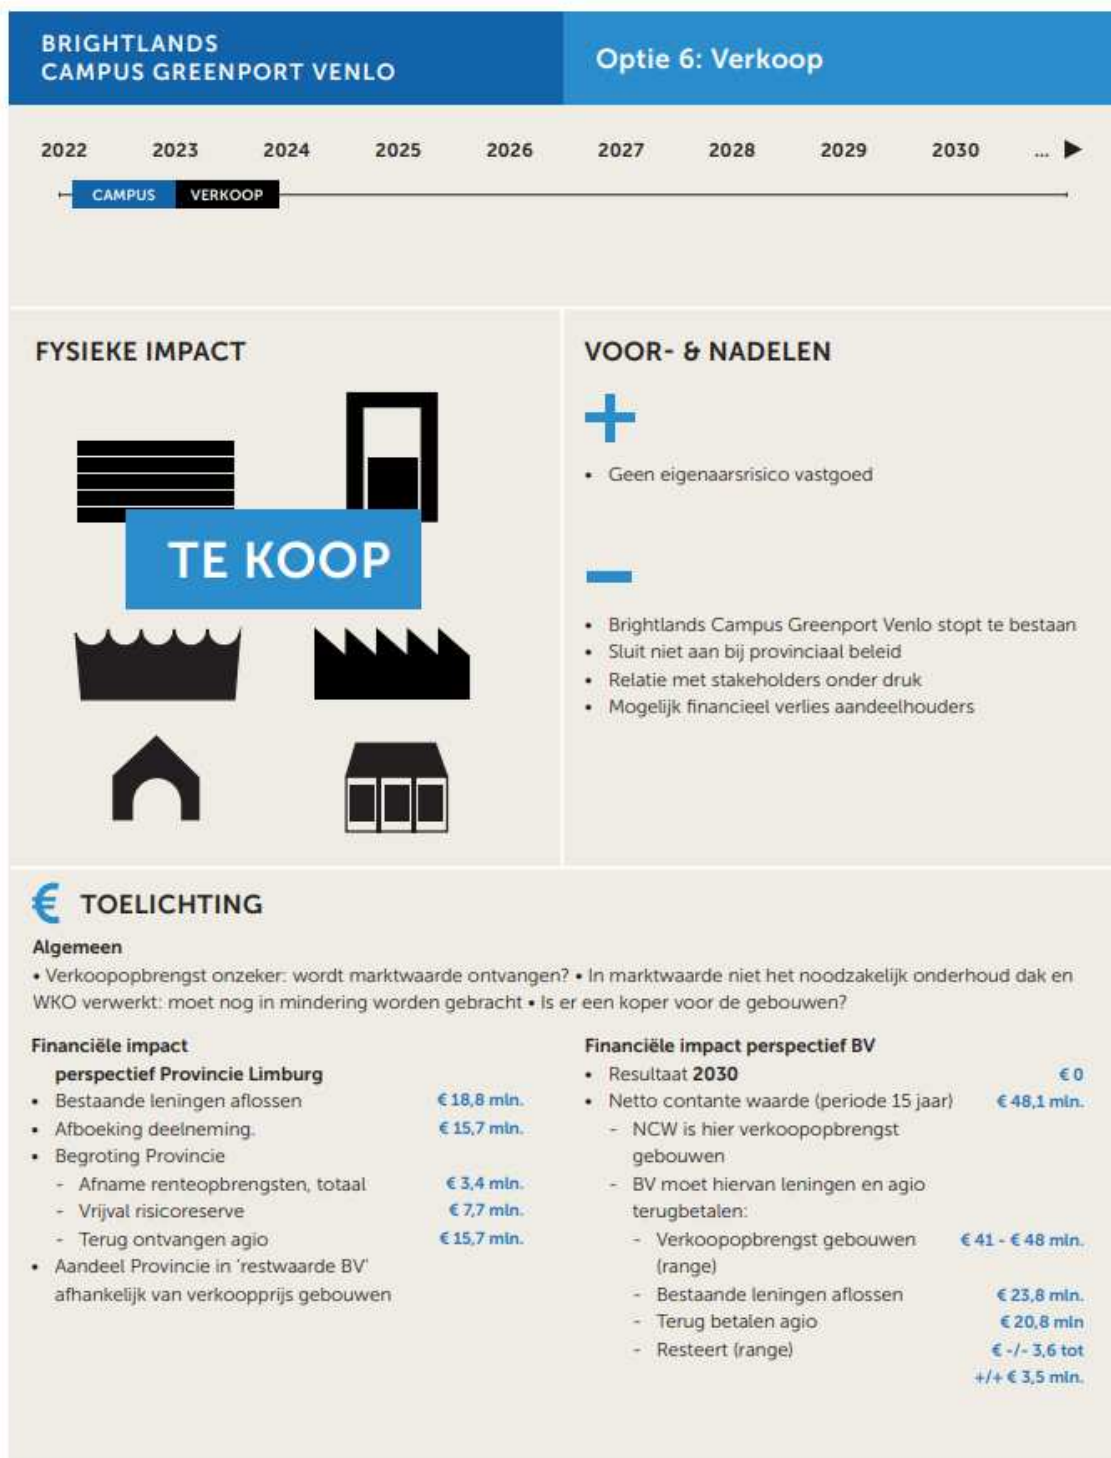 BRIGHTLANDS
CAMPUS GREENPORT VENLO
Optie 6: Verkoop
2022 2023 2024 2025 2026 2027 2028 2029 2030 ...
CAMPUS VERKOOP
FYSIEKE IMPACT
TE KOOP
VOOR- & NADELEN
+
• Geen eigenaarsrisico vastgoed
–
• Brightlands Campus Greenport Venlo stopt te bestaan
• Sluit niet aan bij provinciaal beleid
• Relatie met stakeholders onder druk
• Mogelijk financieel verlies aandeelhouders
€ TOELICHTING
Algemeen
• Verkoopopbrengst onzeker: wordt marktwaarde ontvangen? • In marktwaarde niet het noodzakelijk onderhoud dak en
WKO verwerkt: moet nog in mindering worden gebracht • Is er een koper voor de gebouwen?
Financiële impact
perspectief Provincie Limburg
• Bestaande leningen aflossen € 18,8 mln.
• Afboeking deelneming. € 15,7 mln.
• Begroting Provincie
- Afname renteopbrengsten, totaal € 3,4 mln.
- Vrijval risicoreserve € 7,7 mln.
- Terug ontvangen agio € 15,7 mln.
• Aandeel Provincie in 'restwaarde BV'
afhankelijk van verkoopprijs gebouwen
Financiële impact perspectief BV
• Resultaat 2030 € 0
• Netto contante waarde (periode 15 jaar) € 48,1 mln.
- NCW is hier verkoopopbrengst
gebouwen
- BV moet hiervan leningen en agio
terugbetalen:
- Verkoopopbrengst gebouwen € 41 - € 48 mln.
(range)
- Bestaande leningen aflossen € 23,8 mln.
- Terug betalen agio € 20,8 mln
- Resteert (range) € -/- 3,6 tot
+/+ € 3,5 mln.